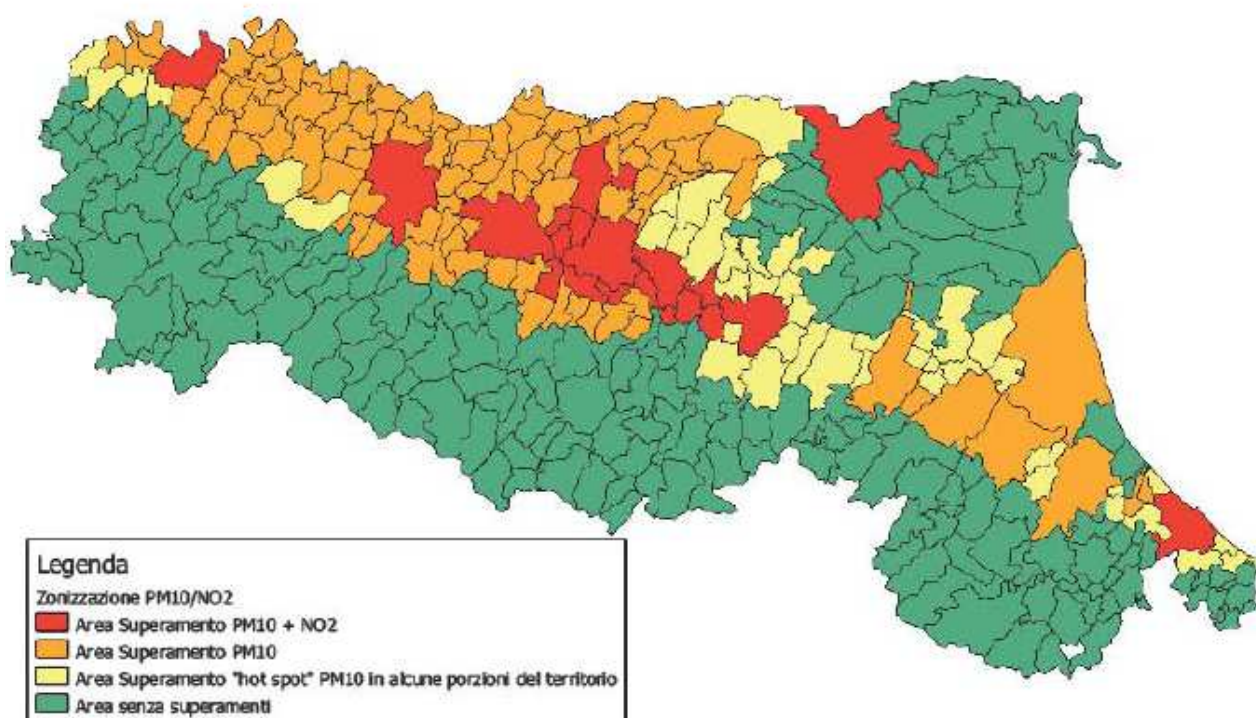 Legenda
Zonizzazione PM10/NO2
Area Superamento PM10 + NO2
Area Superamento PM10
Area Superamento "hot spot" PM10 in alcune porzioni del territorio
Area senza superamenti